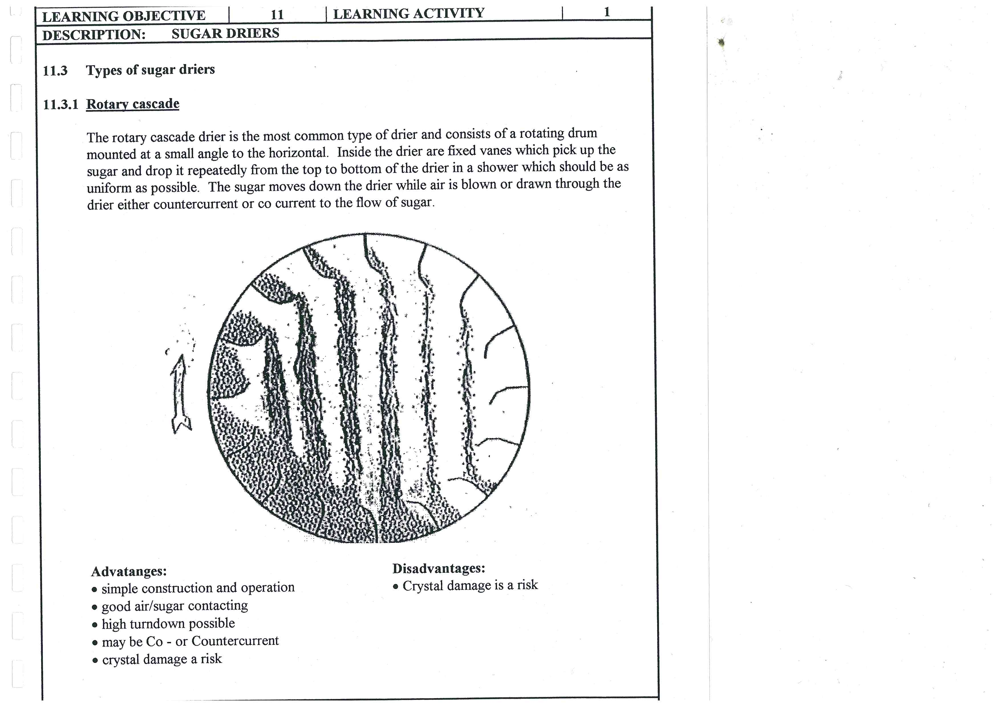 LEARNING OBJECTIVE 11 LEARNING ACTIVITY 1
DESCRIPTION: SUGAR DRIERS
11.3 Types of sugar driers
11.3.1 Rotary cascade
The rotary cascade drier is the most common type of drier and consists of a rotating drum
mounted at a small angle to the horizontal. Inside the drier are fixed vanes which pick up the
sugar and drop it repeatedly from the top to bottom of the drier in a shower which should be as
uniform as possible. The sugar moves down the drier while air is blown or drawn through the
drier either countercurrent or co current to the flow of sugar.
Advatanges:
• simple construction and operation
• good air/sugar contacting
• high turndown possible
• may be Co - or Countercurrent
• crystal damage a risk
Disadvantages:
• Crystal damage is a risk